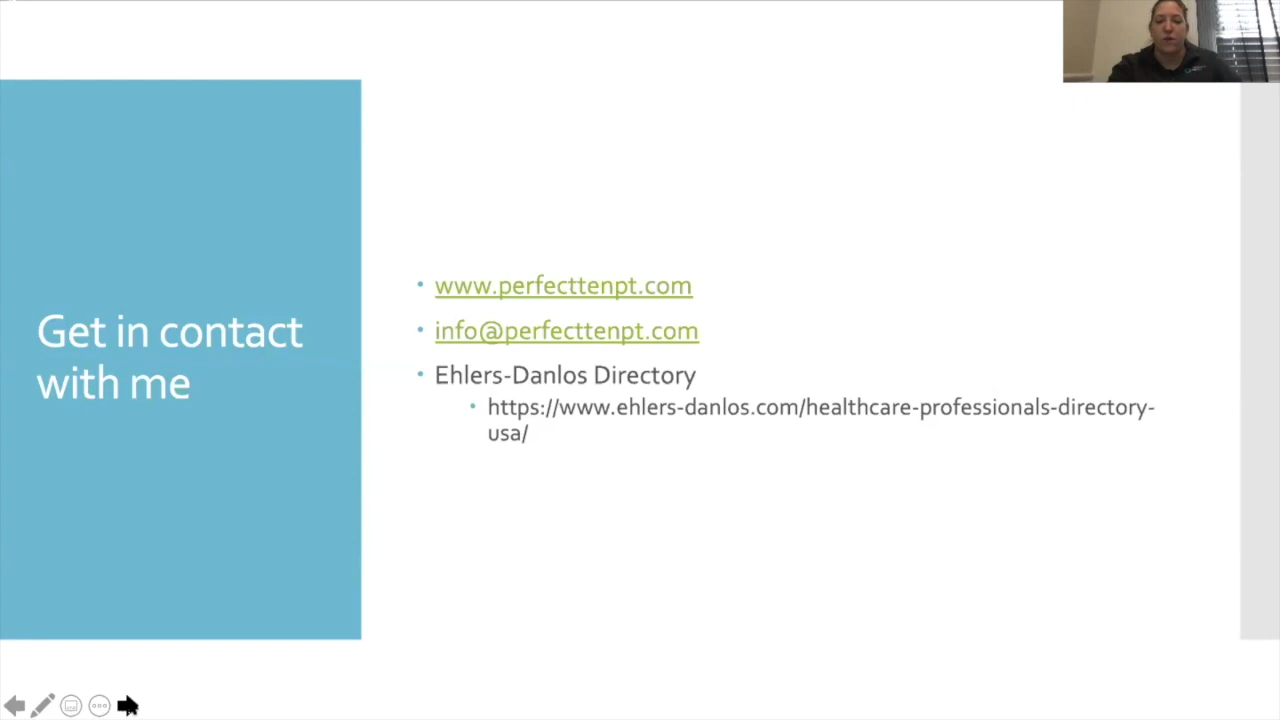 Get in contact
with me
www.perfecttenpt.com
info@perfecttenpt.com
Ehlers-Danlos Directory
https://www.ehlers-danlos.com/healthcare-professionals-directory-
usa/